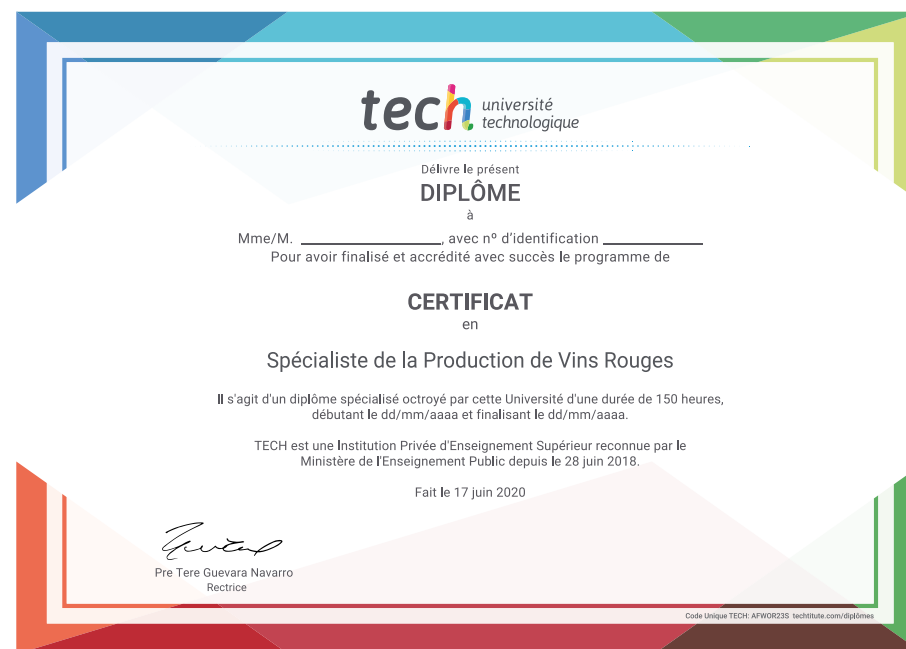 tech université
technologique
Délivre le présent
DIPLÔME
à
Mme/M. ____________________, avec nº d'identification ______________
Pour avoir finalisé et accrédité avec succès le programme de
CERTIFICAT
en
Spécialiste de la Production de Vins Rouges
Il s'agit d'un diplôme spécialisé octroyé par cette Université d'une durée de 150 heures,
débutant le dd/mm/aaaa et finalisant le dd/mm/aaaa.
TECH est une Institution Privée d'Enseignement Supérieur reconnue par le
Ministère de l'Enseignement Public depuis le 28 juin 2018.
Fait le 17 juin 2020
Pre Tere Guevara Navarro
Rectrice
Code Unique TECH: AFWOR23S techtitute.com/diplômes